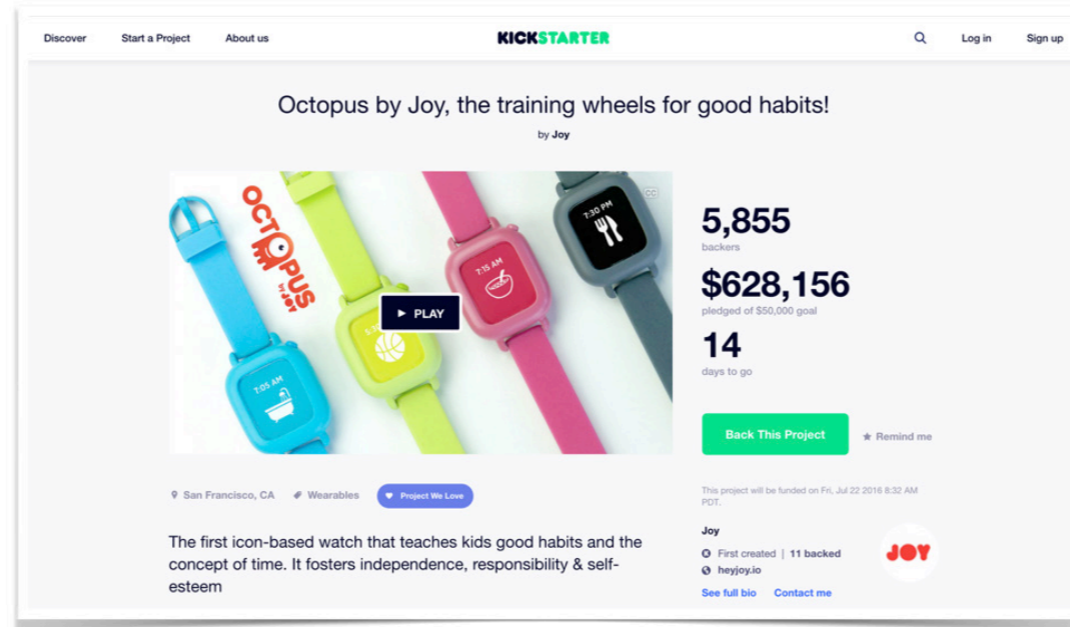 Discover Start a Project About us KICKSTARTER Log in Sign up
Octopus by Joy, the training wheels for good habits!
by Joy
OCTOPUS
by JOY
7:05 AM
7:15 AM
7:30 PM
CC
PLAY
5,855
backers
$628,156
pledged of $50,000 goal
14
days to go
Back This Project Remind me
San Francisco, CA Wearables Project We Love
This project will be funded on Fri, Jul 22 2016 8:32 AM
PDT.
The first icon-based watch that teaches kids good habits and the
concept of time. It fosters independence, responsibility & self-
esteem
Joy
First created | 11 backed
heyjoy.io
See full bio Contact me
JOY